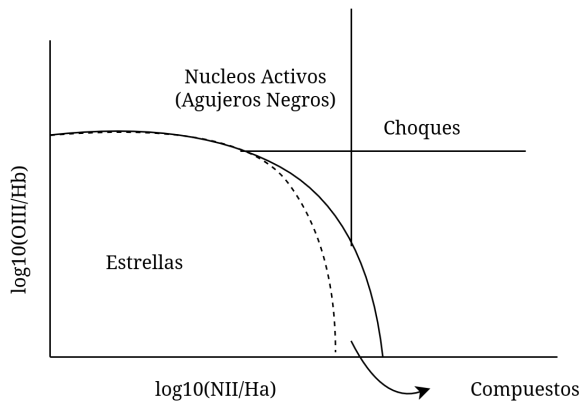 Nucleos Activos
(Agujeros Negros)
Choques
log10(OIII/Hb)
Estrellas
log10(NII/Ha)
Compuestos